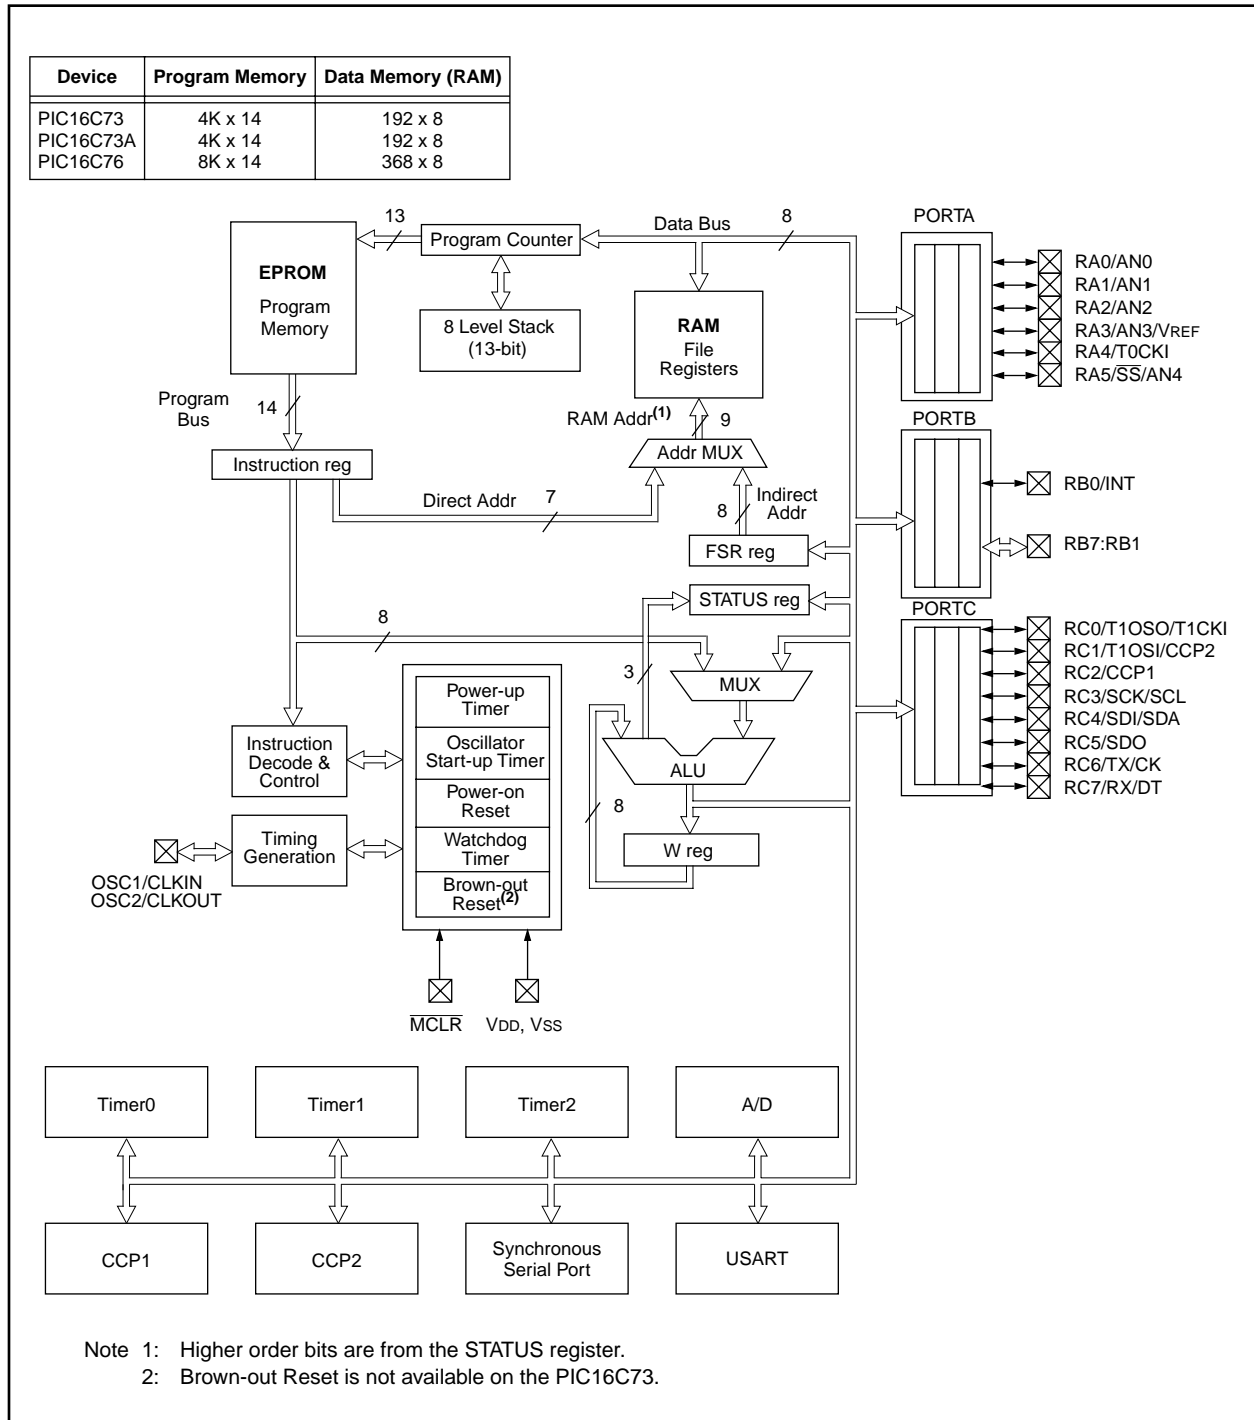 Device Program Memory Data Memory (RAM)
PIC16C73 4K x 14 192 x 8
PIC16C73A 4K x 14 192 x 8
PIC16C76 8K x 14 368 x 8
EPROM
Program
Memory
13
Program Counter
8 Level Stack
(13-bit)
Data Bus
8
RAM
File
Registers
PORTA
RA0/AN0
RA1/AN1
RA2/AN2
RA3/AN3/VREF
RA4/T0CKI
RA5/SS/AN4
Program
Bus
14
Instruction reg
RAM Addr(1)
9
Addr MUX
Direct Addr
7
8
Indirect
Addr
FSR reg
STATUS reg
PORTB
RB0/INT
RB7:RB1
PORTC
RC0/T1OSO/T1CKI
RC1/T1OSI/CCP2
RC2/CCP1
RC3/SCK/SCL
RC4/SDI/SDA
RC5/SDO
RC6/TX/CK
RC7/RX/DT
8
3
MUX
ALU
8
W reg
Instruction
Decode &
Control
Timing
Generation
OSC1/CLKIN
OSC2/CLKOUT
Power-up
Timer
Oscillator
Start-up Timer
Power-on
Reset
Watchdog
Timer
Brown-out
Reset(2)
MCLR
VDD, VSS
Timer0
Timer1
Timer2
A/D
CCP1
CCP2
Synchronous
Serial Port
USART
Note 1: Higher order bits are from the STATUS register.
2: Brown-out Reset is not available on the PIC16C73.